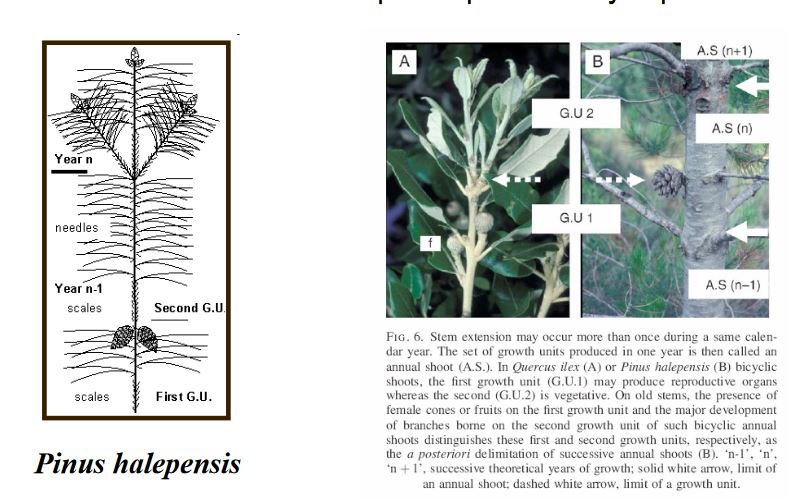 Year n
needles
Year n-1
scales
Second G.U.
scales
First G.U.
Pinus halepensis
A
B
A.S (n+1)
G.U 2
A.S (n)
G.U 1
f
A.S (n–1)
FIG. 6. Stem extension may occur more than once during a same calen-
dar year. The set of growth units produced in one year is then called an
annual shoot (A.S.). In Quercus ilex (A) or Pinus halepensis (B) bicyclic
shoots, the first growth unit (G.U.1) may produce reproductive organs
whereas the second (G.U.2) is vegetative. On old stems, the presence of
female cones or fruits on the first growth unit and the major development
of branches borne on the second growth unit of such bicyclic annual
shoots distinguishes these first and second growth units, respectively, as
the a posteriori delimitation of successive annual shoots (B). ‘n-1’, ‘n’,
‘n + 1’, successive theoretical years of growth; solid white arrow, limit of
an annual shoot; dashed white arrow, limit of a growth unit.